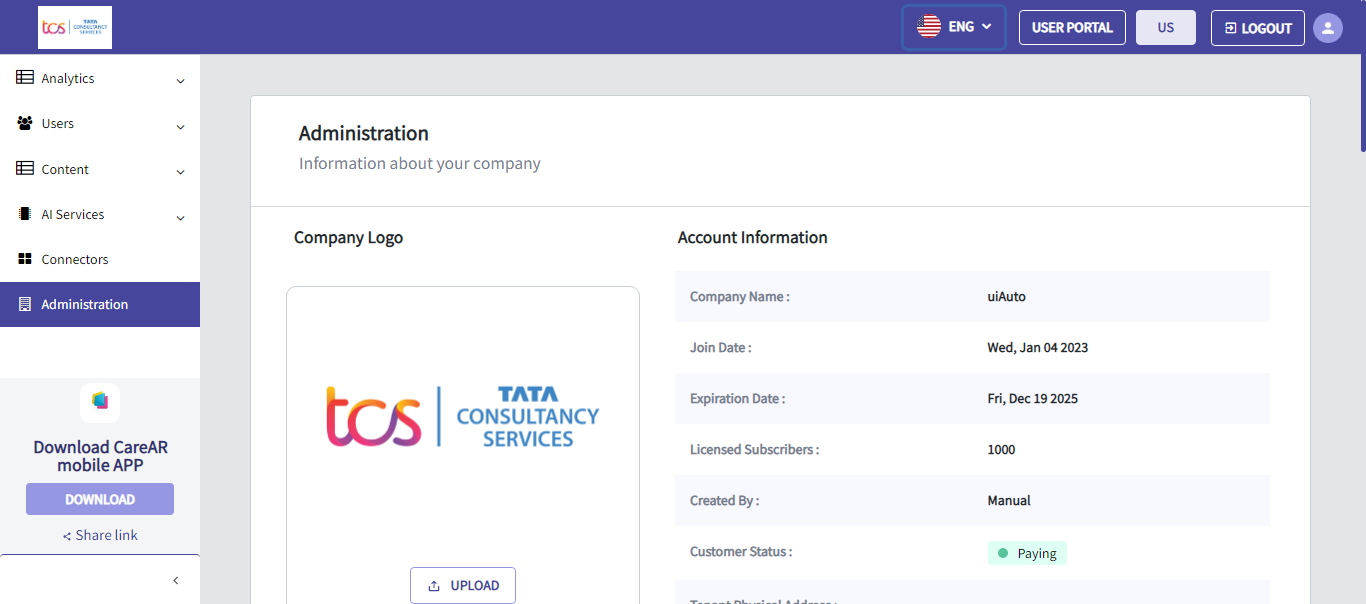 tcs TATA CONSULTANCY SERVICES
ENG
USER PORTAL
US
LOGOUT
Analytics
Users
Content
AI Services
Connectors
Administration
Download CareAR
mobile APP
DOWNLOAD
Share link
Administration
Information about your company
Company Logo
tcs
TATA
CONSULTANCY
SERVICES
UPLOAD
Account Information
Company Name : uiAuto
Join Date : Wed, Jan 04 2023
Expiration Date : Fri, Dec 19 2025
Licensed Subscribers : 1000
Created By : Manual
Customer Status : Paying
Tenant Physical Address :